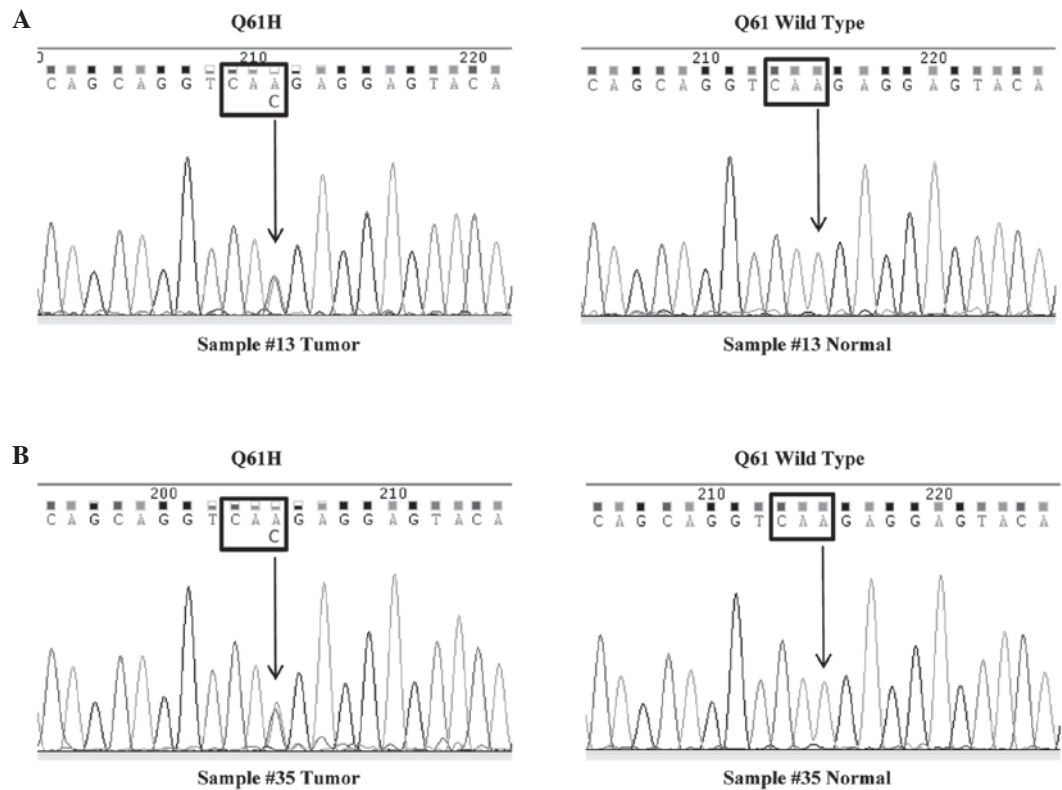 A
Q61H
Q61 Wild Type
0 210 220
C A G C A G G T C A A G A G G A G T A C A
C
210 220
C A G C A G G T C A A G A G G A G T A C A
Sample #13 Tumor
Sample #13 Normal
B
Q61H
Q61 Wild Type
200 210
C A G C A G G T C A A G A G G A G T A C A
C
210 220
C A G C A G G T C A A G A G G A G T A C A
Sample #35 Tumor
Sample #35 Normal